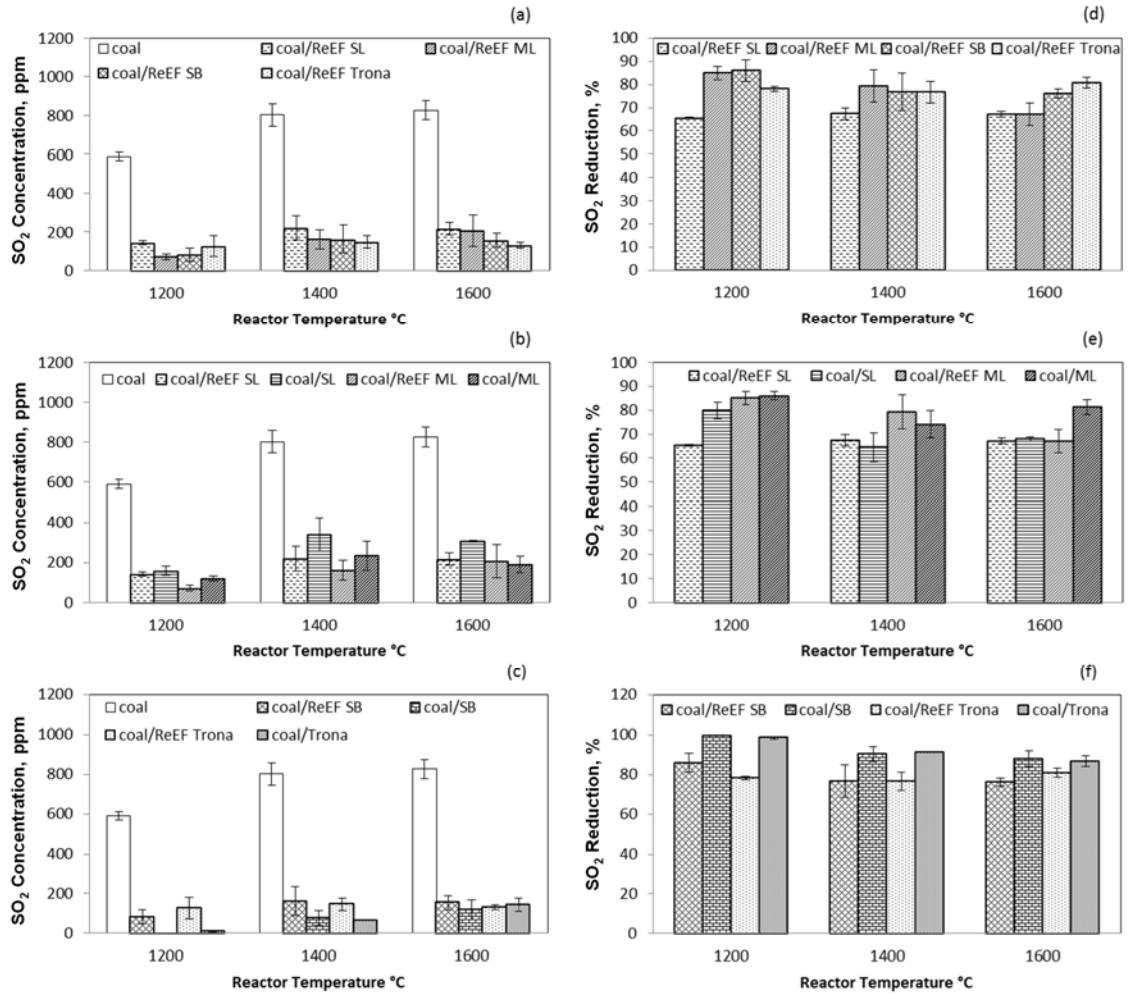 (a)
SO2 Concentration, ppm
1200
1000
800
600
400
200
0
coal
coal/ReEF SL
coal/ReEF ML
coal/ReEF SB
coal/ReEF Trona
1200 1400 1600
Reactor Temperature °C
(d)
SO2 Reduction, %
100
90
80
70
60
50
40
30
20
10
0
coal/ReEF SL
coal/ReEF ML
coal/ReEF SB
coal/ReEF Trona
1200 1400 1600
Reactor Temperature °C
(b)
SO2 Concentration, ppm
1200
1000
800
600
400
200
0
coal
coal/ReEF SL
coal/SL
coal/ReEF ML
coal/ML
1200 1400 1600
Reactor Temperature °C
(e)
SO2 Reduction, %
100
90
80
70
60
50
40
30
20
10
0
coal/ReEF SL
coal/SL
coal/ReEF ML
coal/ML
1200 1400 1600
Reactor Temperature °C
(c)
SO2 Concentration, ppm
1200
1000
800
600
400
200
0
coal
coal/ReEF SB
coal/SB
coal/ReEF Trona
coal/Trona
1200 1400 1600
Reactor Temperature °C
(f)
SO2 Reduction, %
120
100
80
60
40
20
0
coal/ReEF SB
coal/SB
coal/ReEF Trona
coal/Trona
1200 1400 1600
Reactor Temperature °C